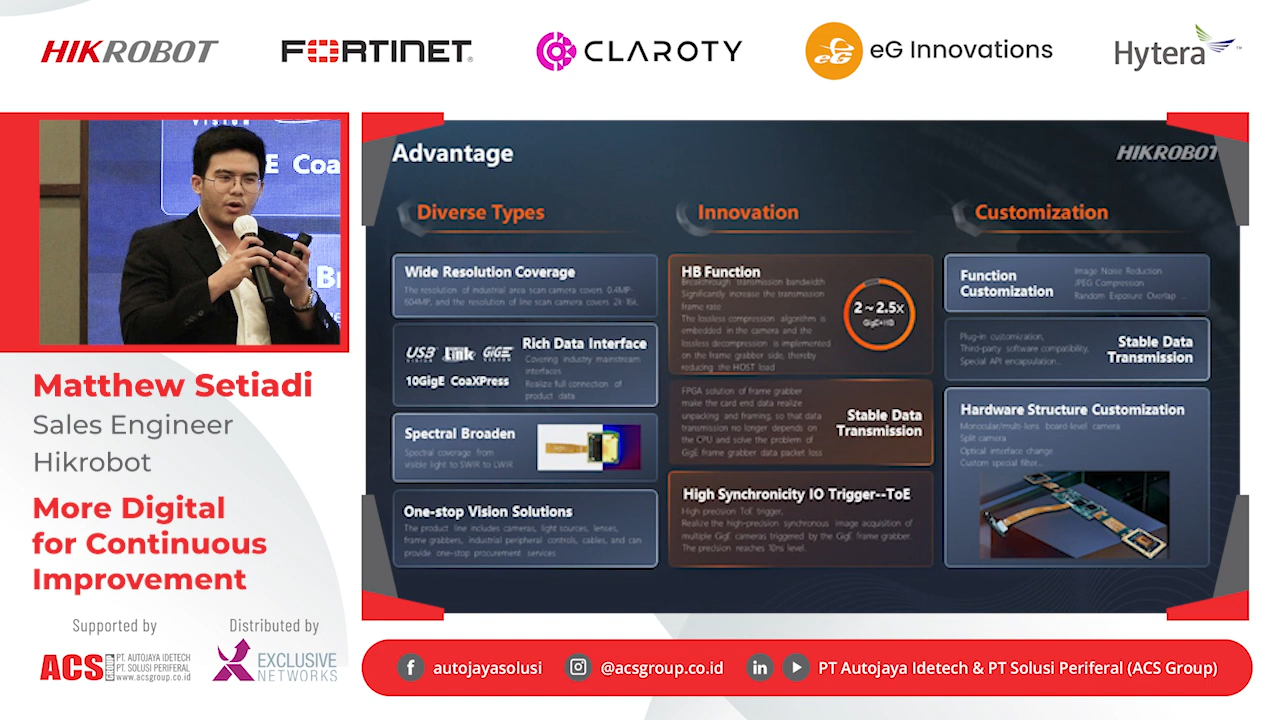 HIKROBOT
FORTINET®
CLAROTY
eG Innovations
Hytera™
VISION
E Coa
B
Matthew Setiadi
Sales Engineer
Hikrobot
More Digital
for Continuous
Improvement
Supported by
ACS
PT. AUTOJAYA IDETECH
PT. SOLUSI PERIFERAL
www.acsgroup.co.id
Distributed by
EXCLUSIVE
NETWORKS
Advantage
HIKROBOT
Diverse Types
Wide Resolution Coverage
The resolution of industrial area scan camera covers 0.4MP-
604MP, and the resolution of line scan camera covers 2k-16k.
USB VISION
Link
GIGE VISION
10GigE CoaXPress
Rich Data Interface
Covering industry mainstream
interfaces
Realize full connection of
product data
Spectral Broaden
Spectral coverage from
visible light to SWIR to LWIR
One-stop Vision Solutions
The product line includes cameras, light sources, lenses,
frame grabbers, industrial peripheral controls, cables, and can
provide one-stop procurement services
Innovation
HB Function
Breakthrough transmission bandwidth
Significantly increase the transmission
frame rate
The lossless compression algorithm is
embedded in the camera and the
lossless decompression is implemented
on the frame grabber side, thereby
reducing the HOST load
2~2.5x
GigE+HB
FPGA solution of frame grabber
make the card end data realize
unpacking and framing, so that data
transmission no longer depends on
the CPU and solve the problem of
GigE frame grabber data packet loss
Stable Data
Transmission
High Synchronicity IO Trigger--ToE
High precision ToE trigger,
Realize the high-precision synchronous image acquisition of
multiple GigE cameras triggered by the GigE frame grabber.
The precision reaches 10ns level.
Customization
Function
Customization
Image Noise Reduction
JPEG Compression
Random Exposure Overlap ...
Plug-in customization,
Third-party software compatibility,
Special API encapsulation...
Stable Data
Transmission
Hardware Structure Customization
Monocular/multi-lens board-level camera
Split camera
Optical interface change
Custom special filter...
autojayasolusi
@acsgroup.co.id
PT Autojaya Idetech & PT Solusi Periferal (ACS Group)